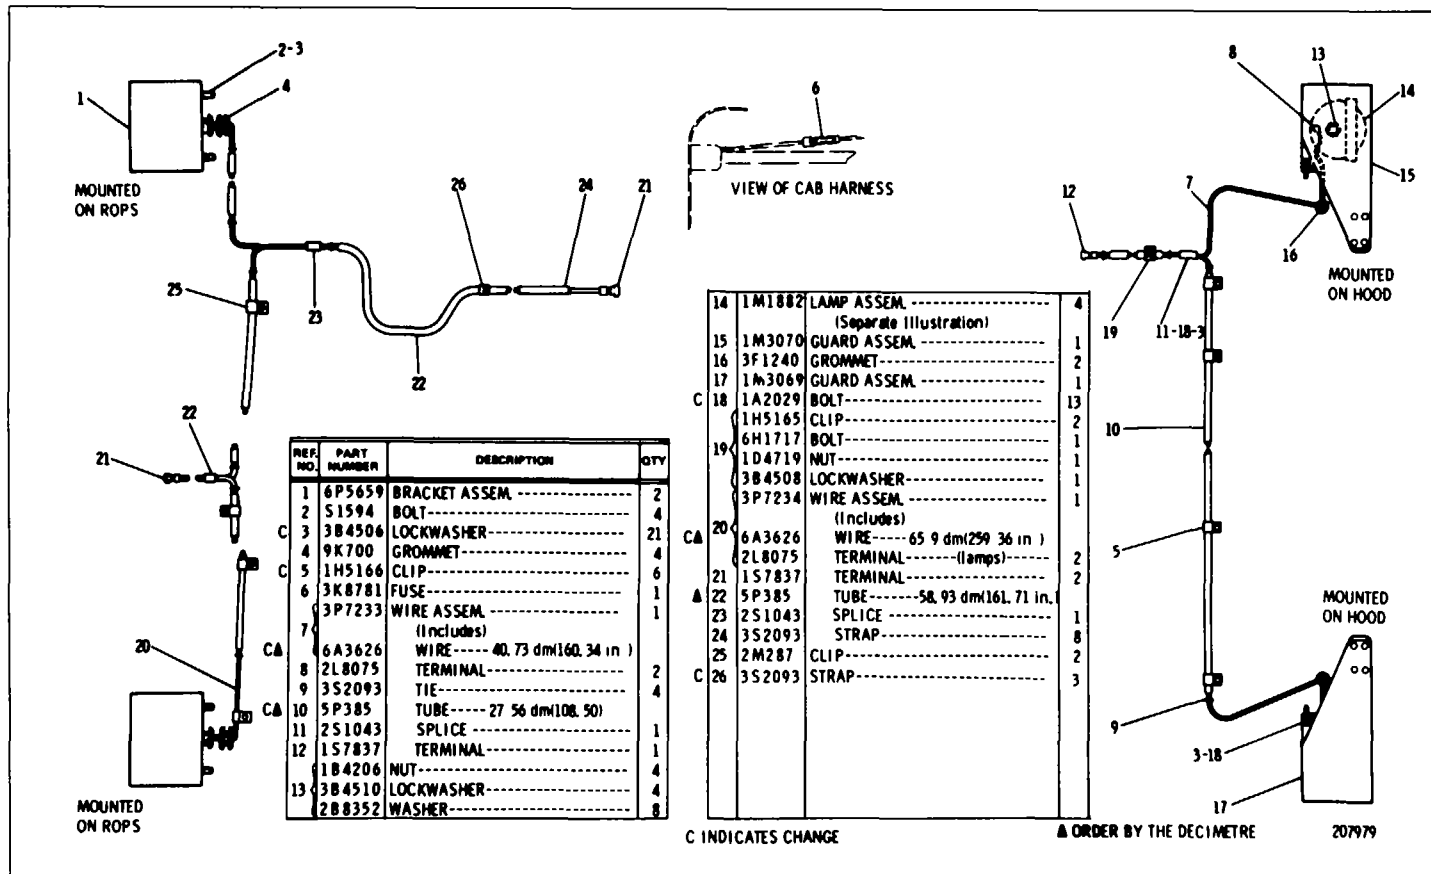 2-3
1
4
MOUNTED
ON ROPS
6
VIEW OF CAB HARNESS
8
13
14
15
7
12
16
MOUNTED
ON HOOD
26
24
21
25
23
22
19
11-18-3
10
22
21
5
20
MOUNTED
ON ROPS
9
MOUNTED
ON HOOD
3-18
17
REF. NO. PART NUMBER DESCRIPTION QTY
1 6P5659 BRACKET ASSEM. 2
2 S1594 BOLT 4
C 3 3B4506 LOCKWASHER 21
4 9K700 GROMMET 4
C 5 1H5166 CLIP 6
6 3K8781 FUSE 1
7 3P7233 WIRE ASSEM. 1
(Includes)
C▲ 6A3626 WIRE----- 40.73 dm(160.34 in )
8 2L8075 TERMINAL 2
9 3S2093 TIE 4
C▲ 10 5P385 TUBE----- 27 56 dm(108.50)
11 2S1043 SPLICE 1
12 1S7837 TERMINAL 1
13 1B4206 NUT 4
3B4510 LOCKWASHER 4
2B8352 WASHER 8
14 1M1882 LAMP ASSEM. 4
(Separate Illustration)
15 1M3070 GUARD ASSEM. 1
16 3F1240 GROMMET 2
17 1M3069 GUARD ASSEM. 1
C 18 1A2029 BOLT 13
19 1H5165 CLIP 2
6H1717 BOLT 1
1D4719 NUT 1
3B4508 LOCKWASHER 1
20 3P7234 WIRE ASSEM. 1
(Includes)
C▲ 6A3626 WIRE----- 65 9 dm(259 36 in )
2L8075 TERMINAL------(lamps)----- 2
21 1S7837 TERMINAL 2
▲ 22 5P385 TUBE------58.93 dm(161.71 in.)
23 2S1043 SPLICE 1
24 3S2093 STRAP 8
25 2M287 CLIP 2
C 26 3S2093 STRAP 3
C INDICATES CHANGE
▲ ORDER BY THE DECIMETRE
207979